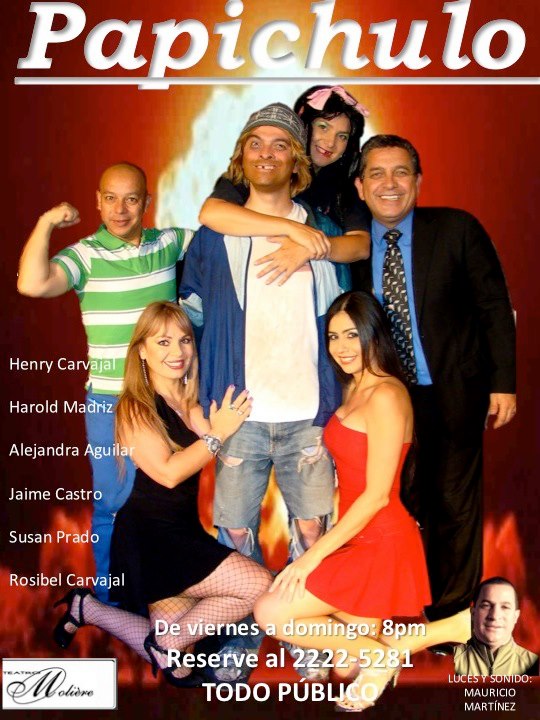 Papichulo
Henry Carvajal
Harold Madriz
Alejandra Aguilar
Jaime Castro
Susan Prado
Rosibel Carvajal
De viernes a domingo: 8pm
Reserve al 2222-5281
TODO PÚBLICO
TEATRO
Molière
LUCES Y SONIDO:
MAURICIO
MARTÍNEZ